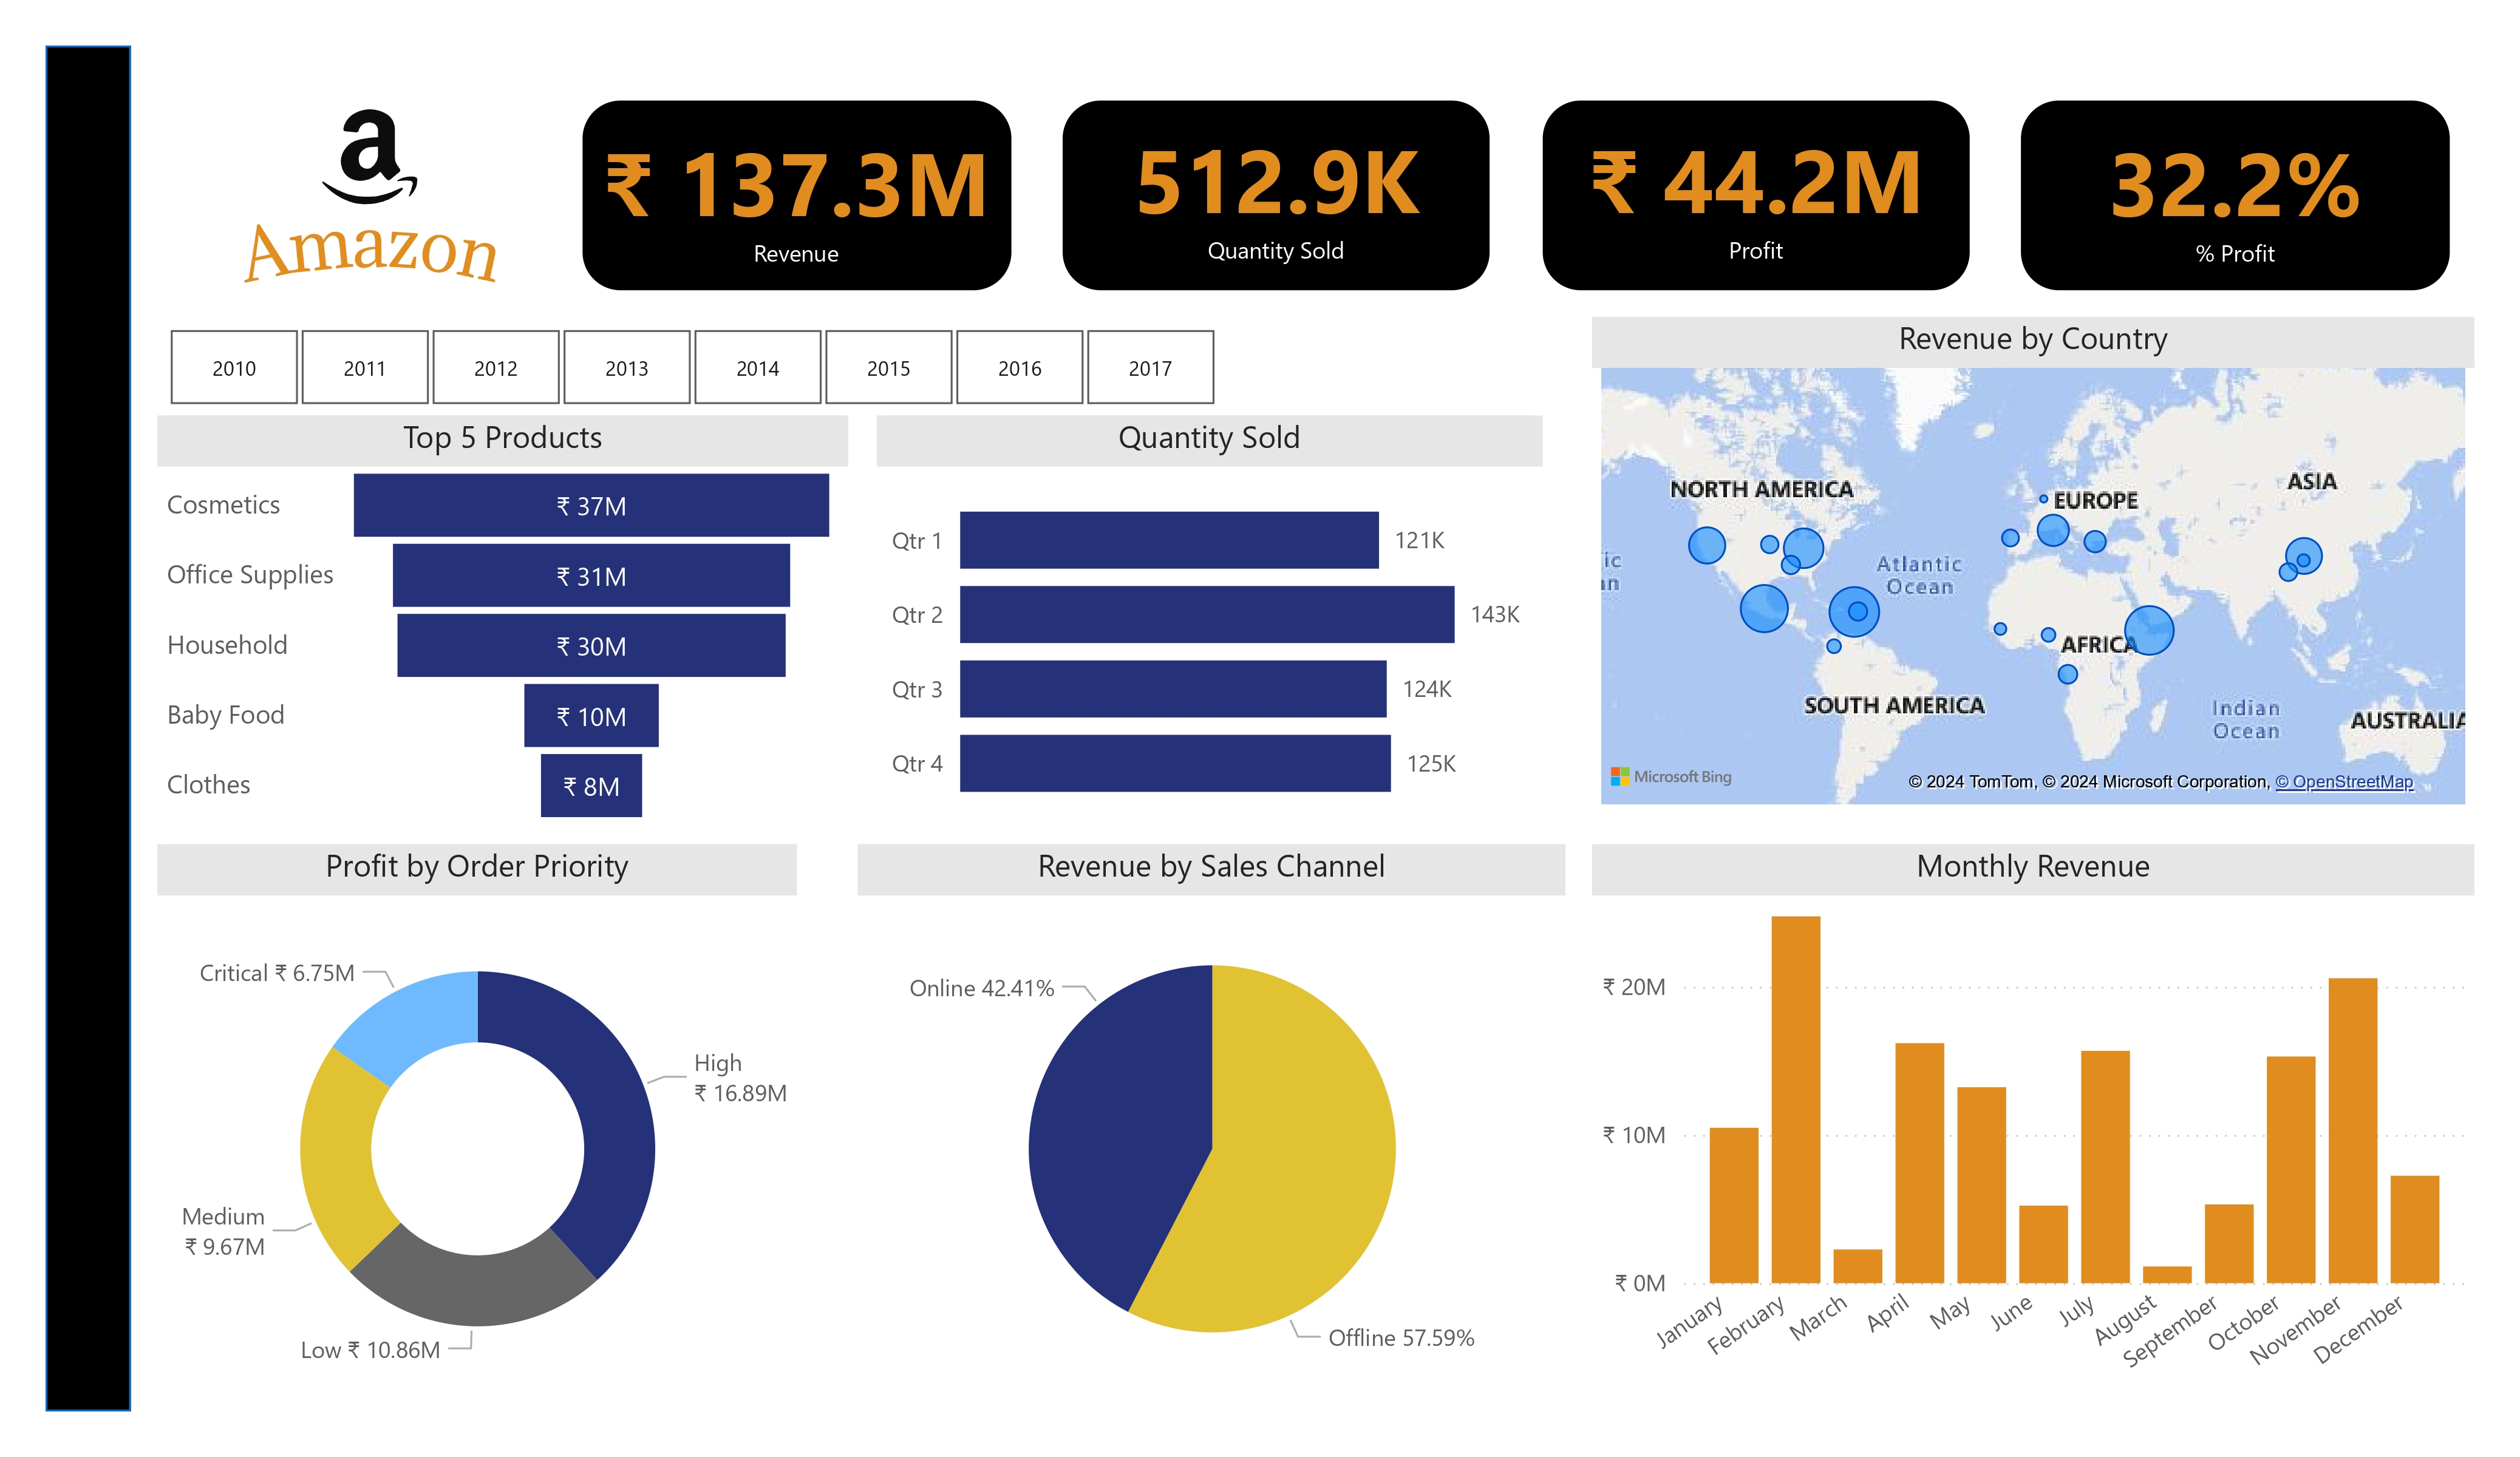 a
Amazon
₹ 137.3M
Revenue
512.9K
Quantity Sold
₹ 44.2M
Profit
32.2%
% Profit
2010
2011
2012
2013
2014
2015
2016
2017
Top 5 Products
Cosmetics
₹ 37M
Office Supplies
₹ 31M
Household
₹ 30M
Baby Food
₹ 10M
Clothes
₹ 8M
Quantity Sold
Qtr 1
121K
Qtr 2
143K
Qtr 3
124K
Qtr 4
125K
Revenue by Country
NORTH AMERICA
EUROPE
ASIA
ic
an
Atlantic
Ocean
AFRICA
SOUTH AMERICA
Indian
Ocean
AUSTRALIA
Microsoft Bing
© 2024 TomTom, © 2024 Microsoft Corporation, © OpenStreetMap
Profit by Order Priority
Critical ₹ 6.75M
High
₹ 16.89M
Medium
₹ 9.67M
Low ₹ 10.86M
Revenue by Sales Channel
Online 42.41%
Offline 57.59%
Monthly Revenue
₹ 20M
₹ 10M
₹ 0M
January
February
March
April
May
June
July
August
September
October
November
December